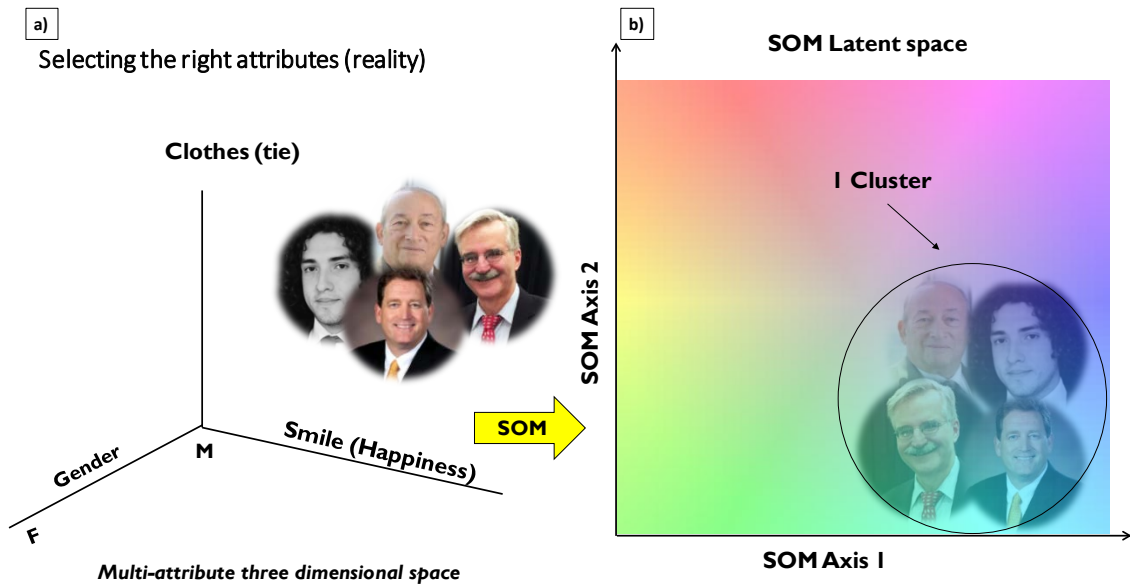 a)
Selecting the right attributes (reality)
Clothes (tie)
Gender
M
F
Smile (Happiness)
Multi-attribute three dimensional space
SOM
b)
SOM Latent space
1 Cluster
SOM Axis 2
SOM Axis 1